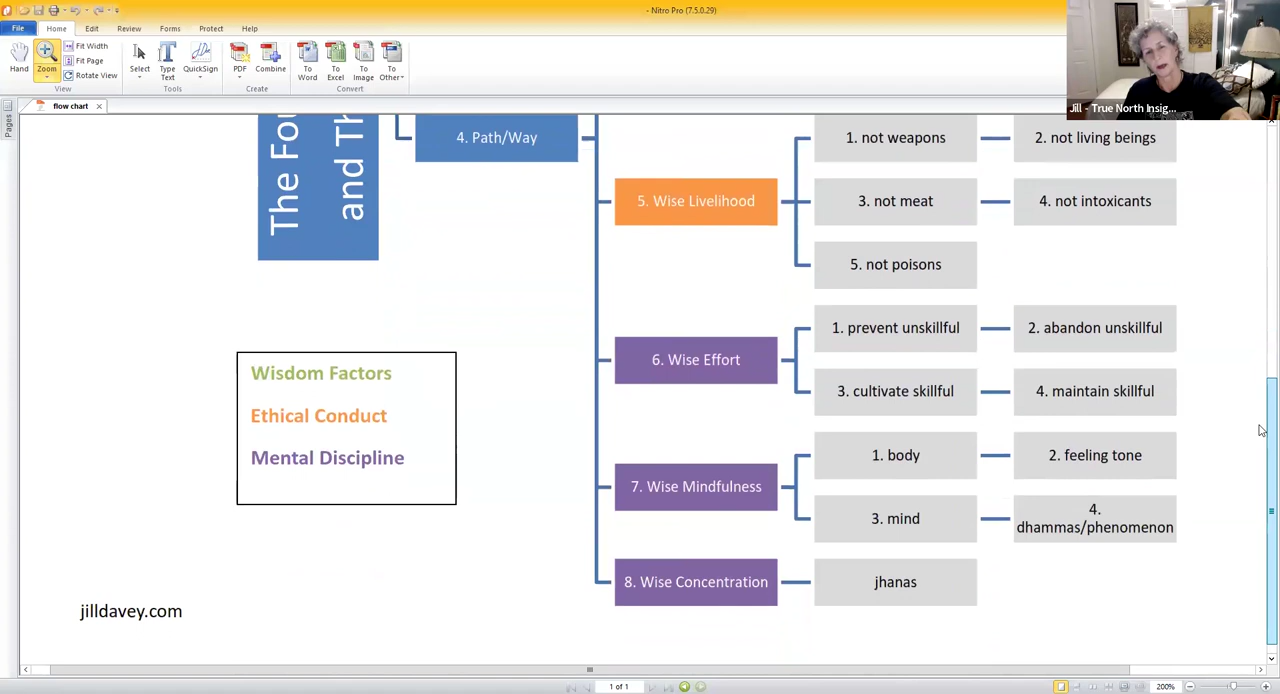 - Nitro Pro (7.5.0.29)
File
Home
Edit
Review
Forms
Protect
Help
Hand
Zoom
Fit Width
Fit Page
Rotate View
View
Select
Type
Text
QuickSign
Tools
PDF
Combine
Create
To
Word
To
Excel
To
Image
To
Other
Convert
Jill - True North Insig...
flow chart
Pages
The Fou
and Th
4. Path/Way
1. not weapons
2. not living beings
5. Wise Livelihood
3. not meat
4. not intoxicants
5. not poisons
6. Wise Effort
1. prevent unskillful
2. abandon unskillful
3. cultivate skillful
4. maintain skillful
Wisdom Factors
Ethical Conduct
Mental Discipline
7. Wise Mindfulness
1. body
2. feeling tone
3. mind
4.
dhammas/phenomenon
8. Wise Concentration
jhanas
jilldavey.com
1 of 1
200%